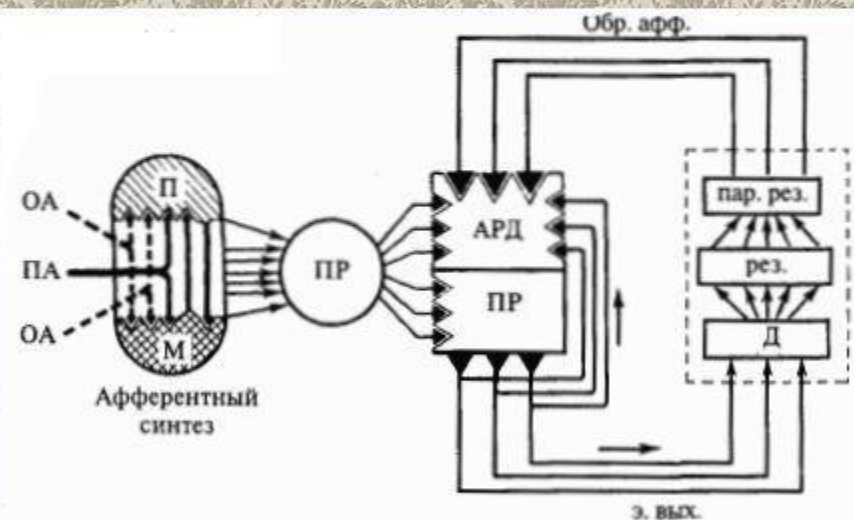 Обр. афф.
П
ОА
ПА
ОА
М
Афферентный
синтез
ПР
АРД
ПР
пар. рез.
рез.
Д
э. вых.